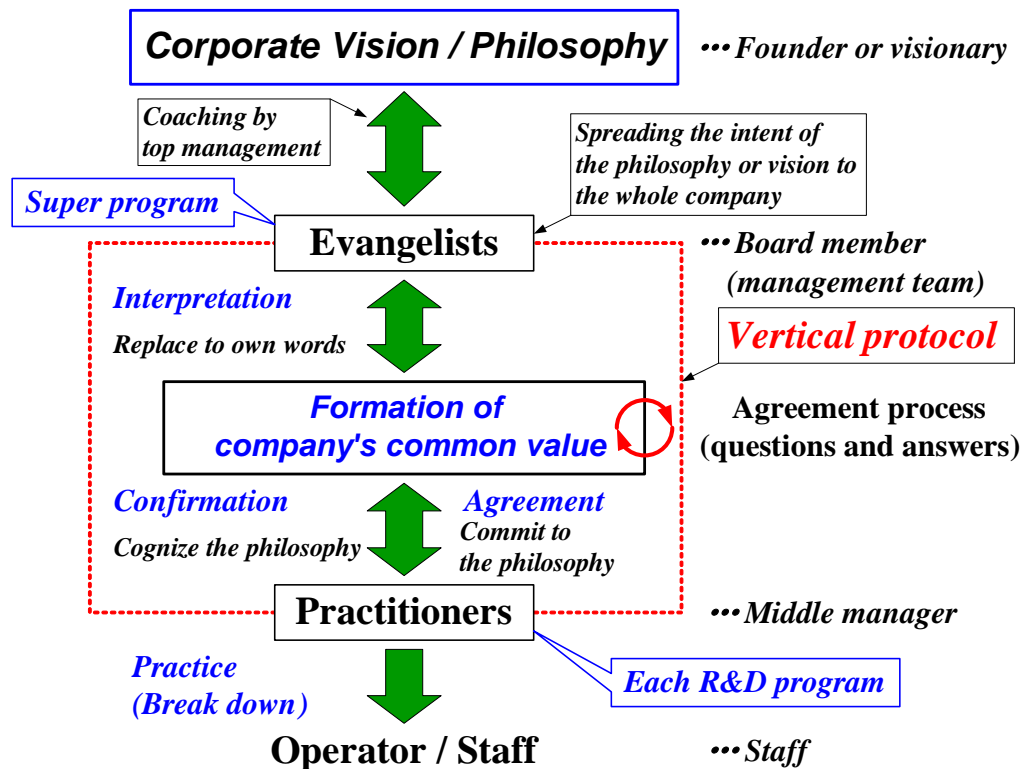 Corporate Vision / Philosophy
••• Founder or visionary
Coaching by
top management
Spreading the intent of
the philosophy or vision to
the whole company
Super program
Evangelists
••• Board member
(management team)
Interpretation
Replace to own words
Vertical protocol
Formation of
company's common value
Agreement process
(questions and answers)
Confirmation
Cognize the philosophy
Agreement
Commit to
the philosophy
Practitioners
••• Middle manager
Practice
(Break down)
Each R&D program
Operator / Staff
••• Staff